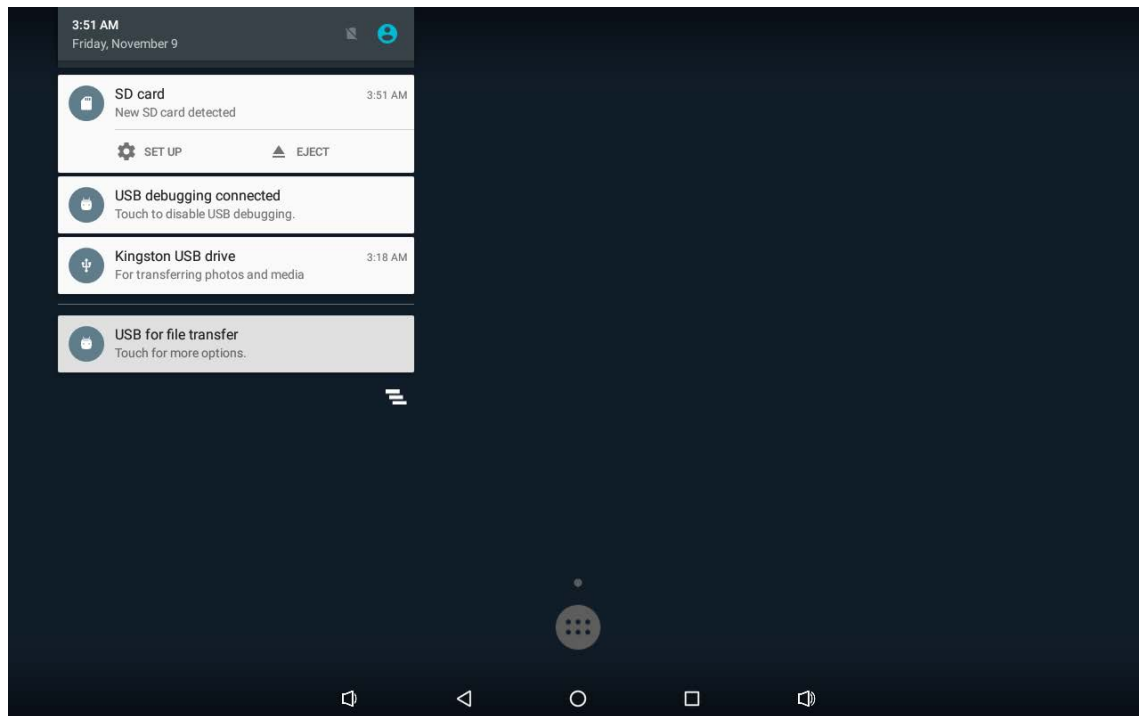 3:51 AM
Friday, November 9
SD card 3:51 AM
New SD card detected
SET UP EJECT
USB debugging connected
Touch to disable USB debugging.
Kingston USB drive 3:18 AM
For transferring photos and media
USB for file transfer
Touch for more options.